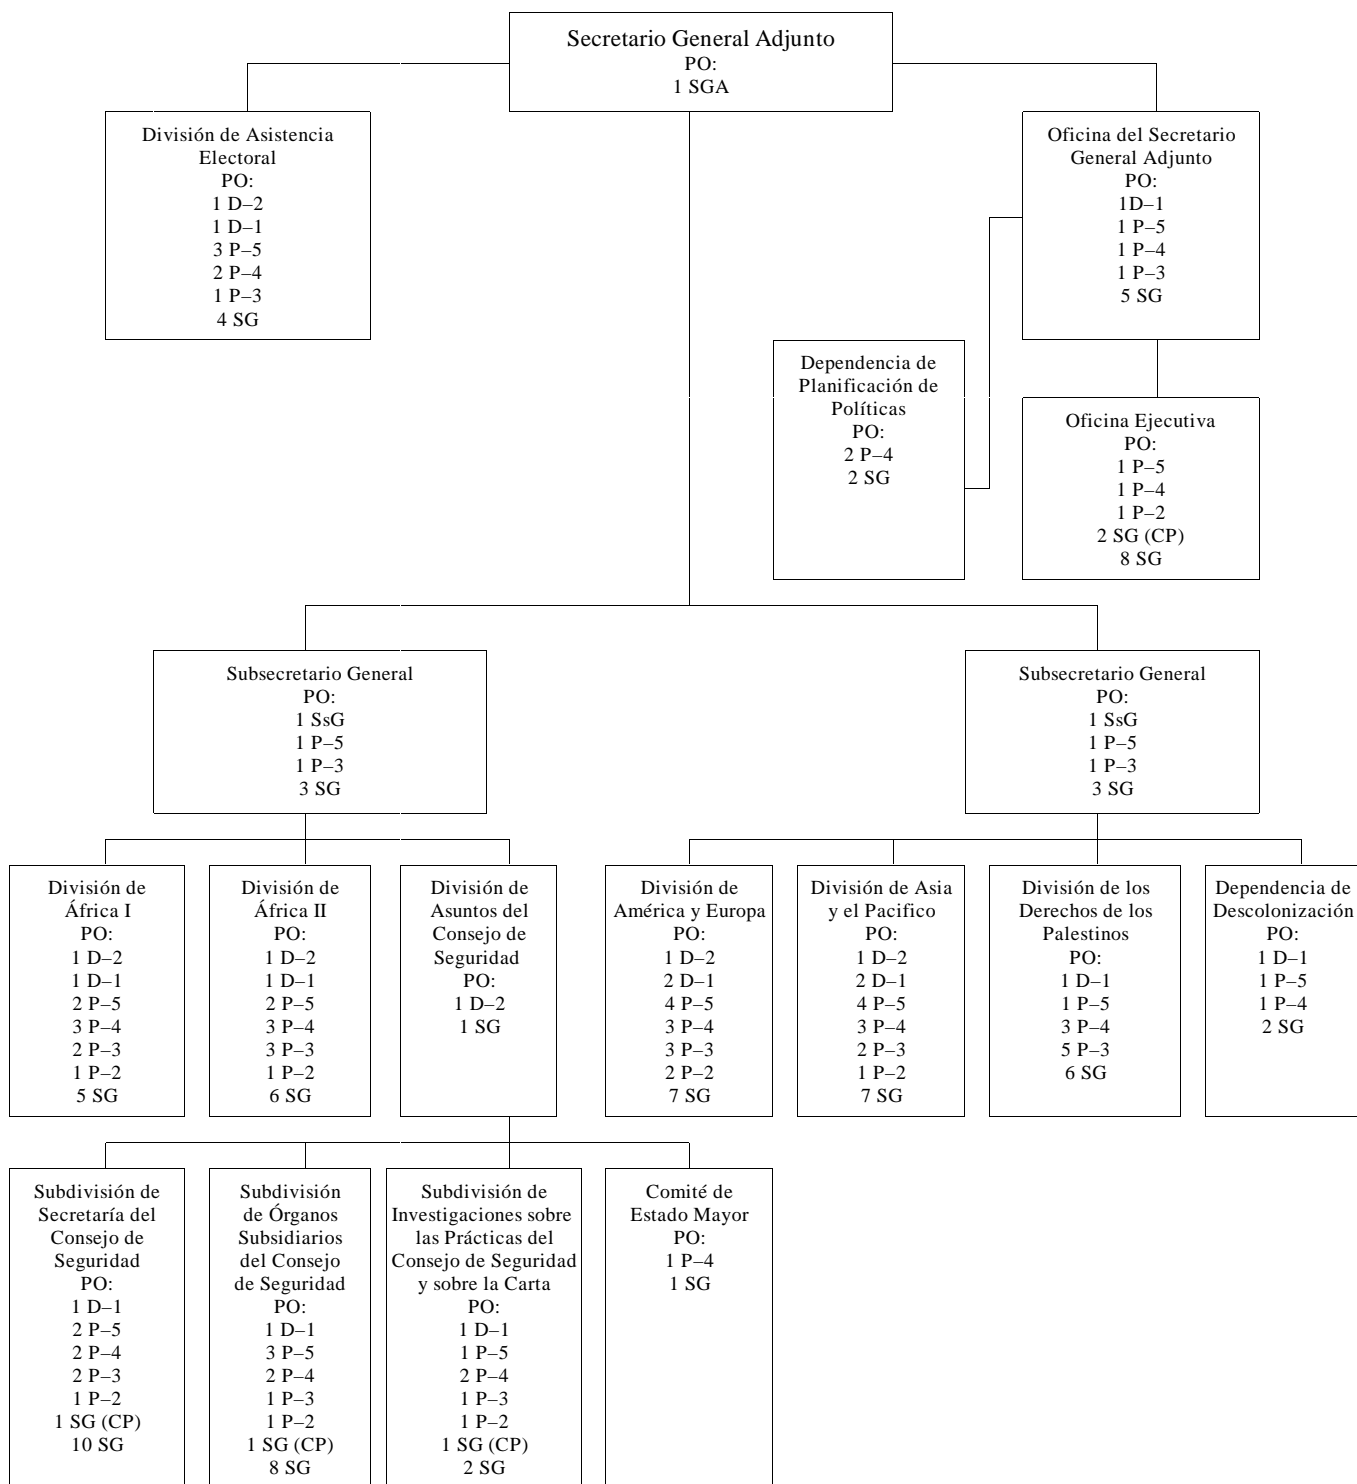 Secretario General Adjunto
PO:
1 SGA
División de Asistencia
Electoral
PO:
1 D–2
1 D–1
3 P–5
2 P–4
1 P–3
4 SG
Oficina del Secretario
General Adjunto
PO:
1D–1
1 P–5
1 P–4
1 P–3
5 SG
Dependencia de
Planificación de
Políticas
PO:
2 P–4
2 SG
Oficina Ejecutiva
PO:
1 P–5
1 P–4
1 P–2
2 SG (CP)
8 SG
Subsecretario General
PO:
1 SsG
1 P–5
1 P–3
3 SG
Subsecretario General
PO:
1 SsG
1 P–5
1 P–3
3 SG
División de
África I
PO:
1 D–2
1 D–1
2 P–5
3 P–4
2 P–3
1 P–2
5 SG
División de
África II
PO:
1 D–2
1 D–1
2 P–5
3 P–4
3 P–3
1 P–2
6 SG
División de
Asuntos del
Consejo de
Seguridad
PO:
1 D–2
1 SG
División de
América y Europa
PO:
1 D–2
2 D–1
4 P–5
3 P–4
3 P–3
2 P–2
7 SG
División de Asia
y el Pacifico
PO:
1 D–2
2 D–1
4 P–5
3 P–4
2 P–3
1 P–2
7 SG
División de los
Derechos de los
Palestinos
PO:
1 D–1
1 P–5
3 P–4
5 P–3
6 SG
Dependencia de
Descolonización
PO:
1 D–1
1 P–5
1 P–4
2 SG
Subdivisión de
Secretaría del
Consejo de
Seguridad
PO:
1 D–1
2 P–5
2 P–4
2 P–3
1 P–2
1 SG (CP)
10 SG
Subdivisión
de Órganos
Subsidiarios
del Consejo
de Seguridad
PO:
1 D–1
3 P–5
2 P–4
1 P–3
1 P–2
1 SG (CP)
8 SG
Subdivisión de
Investigaciones sobre
las Prácticas del
Consejo de Seguridad
y sobre la Carta
PO:
1 D–1
1 P–5
2 P–4
1 P–3
1 P–2
1 SG (CP)
2 SG
Comité de
Estado Mayor
PO:
1 P–4
1 SG